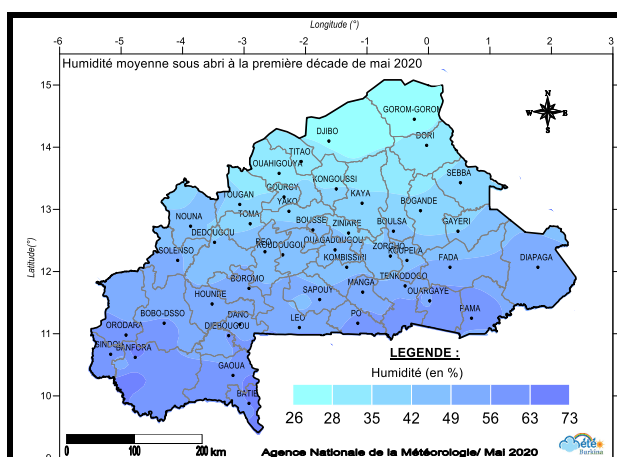 Longitude (°)
-6 -5 -4 -3 -2 -1 0 1 2 3
Humidité moyenne sous abri à la première décade de mai 2020
15
GOROM-GOROM
N
W E
S
DJIBO
14
DORI
TITAO
OUAHIGOUYA
KONGOUSSI
SEBBA
GOURCY
TOUGAN
YAKO
KAYA
BOGANDE
13
NOUNA
TOMA
BOUSSE
ZINIARE
BOULSA
GAYERI
DEDOUGOU
REO
KOUDOUGOU
OUAGADOUGOU
ZORGHO
KOUPELA
SOLENSO
KOMBISSIRI
FADA
DIAPAGA
12
Latitude(°)
BOROMO
TENKODOGO
MANGA
OUARGAYE
HOUNDE
SAPOUY
BOBO-DSSO
DANO
LEO
PO
FAMA
ORODARA
DIEBOUGOU
11
SINDOU
BANFORA
LEGENDE :
GAOUA
Humidité (en %)
BATIE
10
26 28 35 42 49 56 63 73
0 100 200 km
9
Agence Nationale de la Météorologie/ Mai 2020
Météo
Burkina